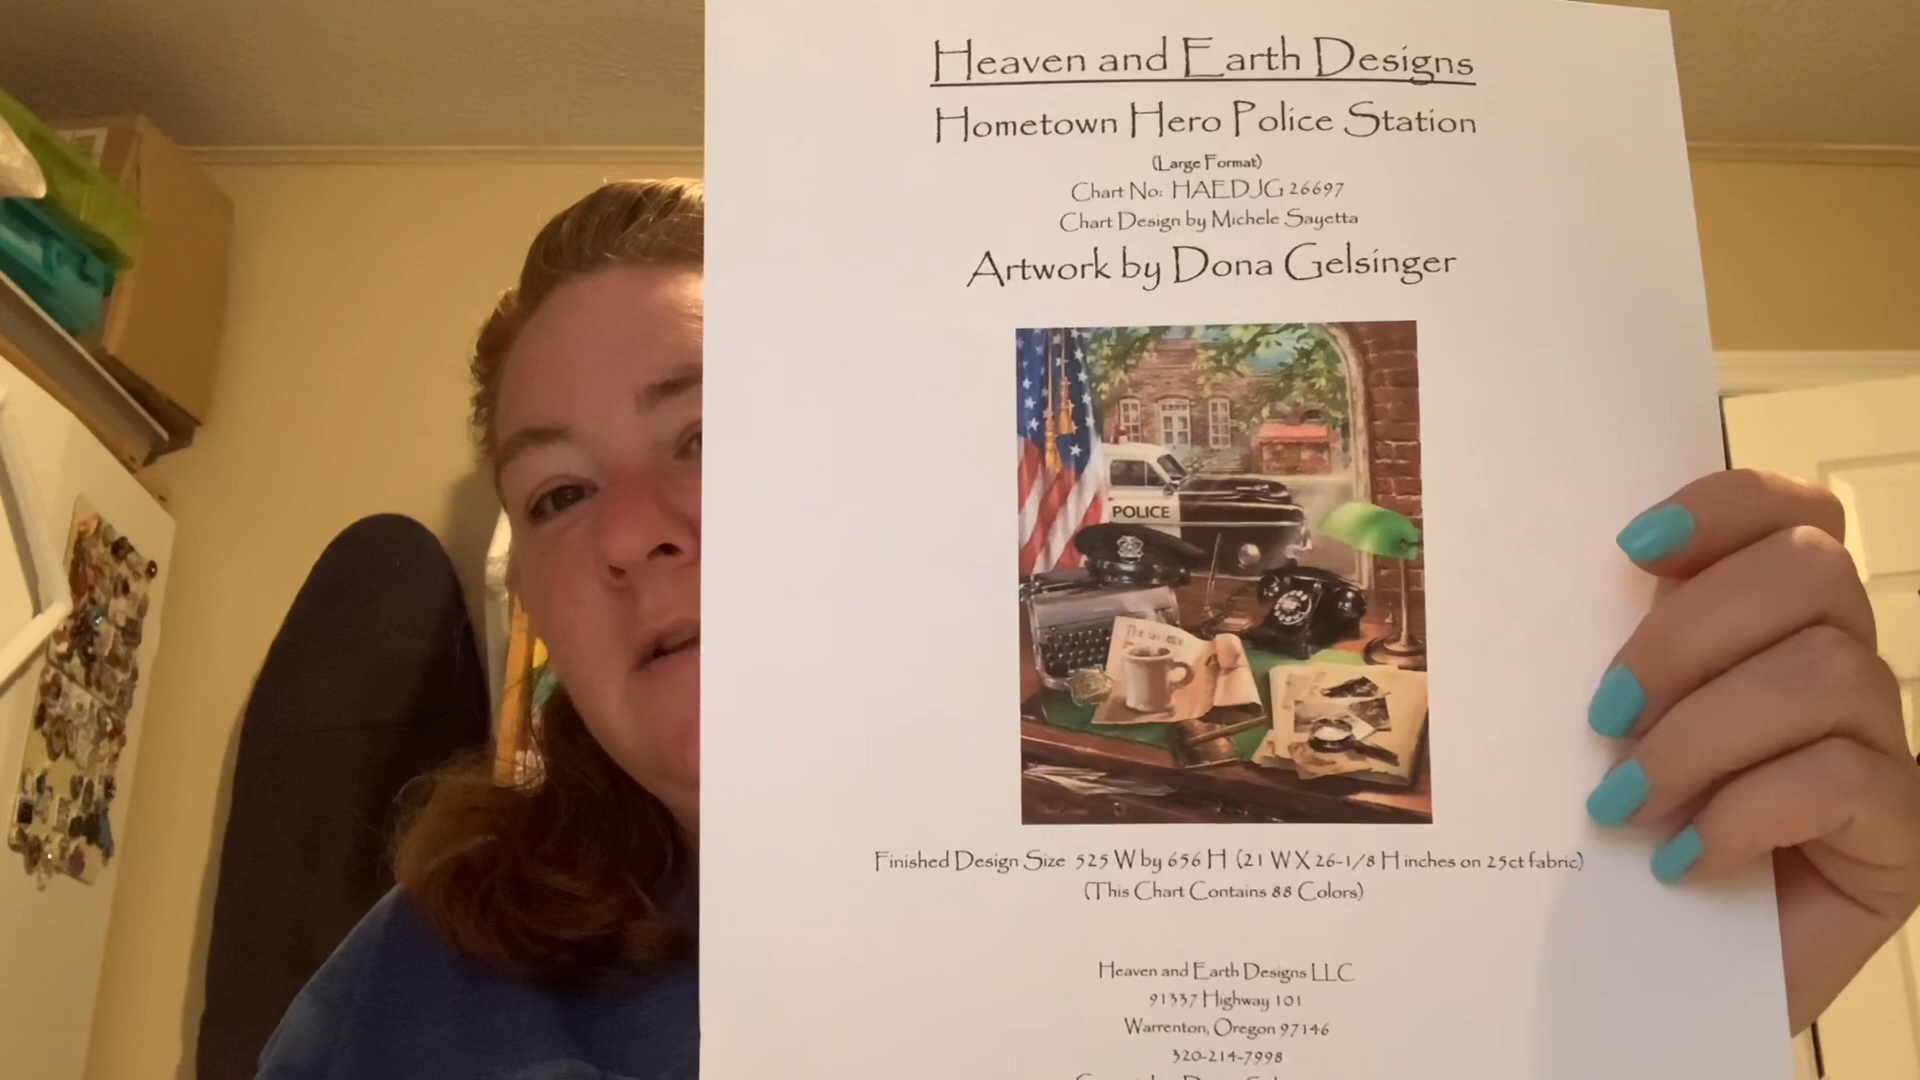 Heaven and Earth Designs
Hometown Hero Police Station
(Large Format)
Chart No: HAEDJG 26697
Chart Design by Michele Sayetta
Artwork by Dona Gelsinger
POLICE
Finished Design Size 525 W by 656 H (21 W X 26-1/8 H inches on 25ct fabric)
(This Chart Contains 88 Colors)
Heaven and Earth Designs LLC
91337 Highway 101
Warrenton, Oregon 97146
320-214-7998